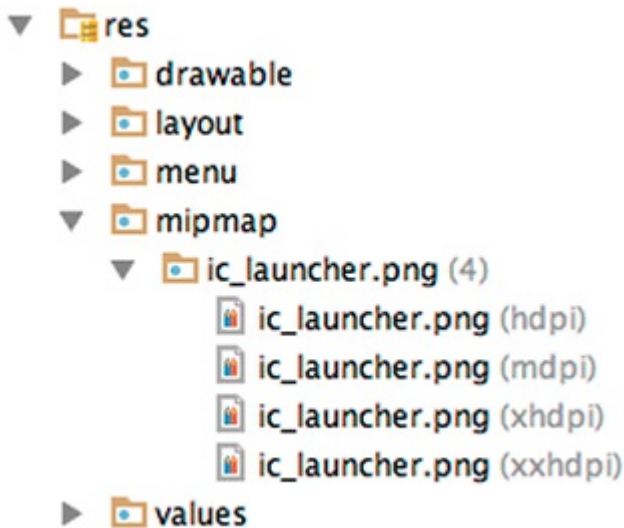 res
drawable
layout
menu
mipmap
ic_launcher.png (4)
ic_launcher.png (hdpi)
ic_launcher.png (mdpi)
ic_launcher.png (xhdpi)
ic_launcher.png (xxhdpi)
values